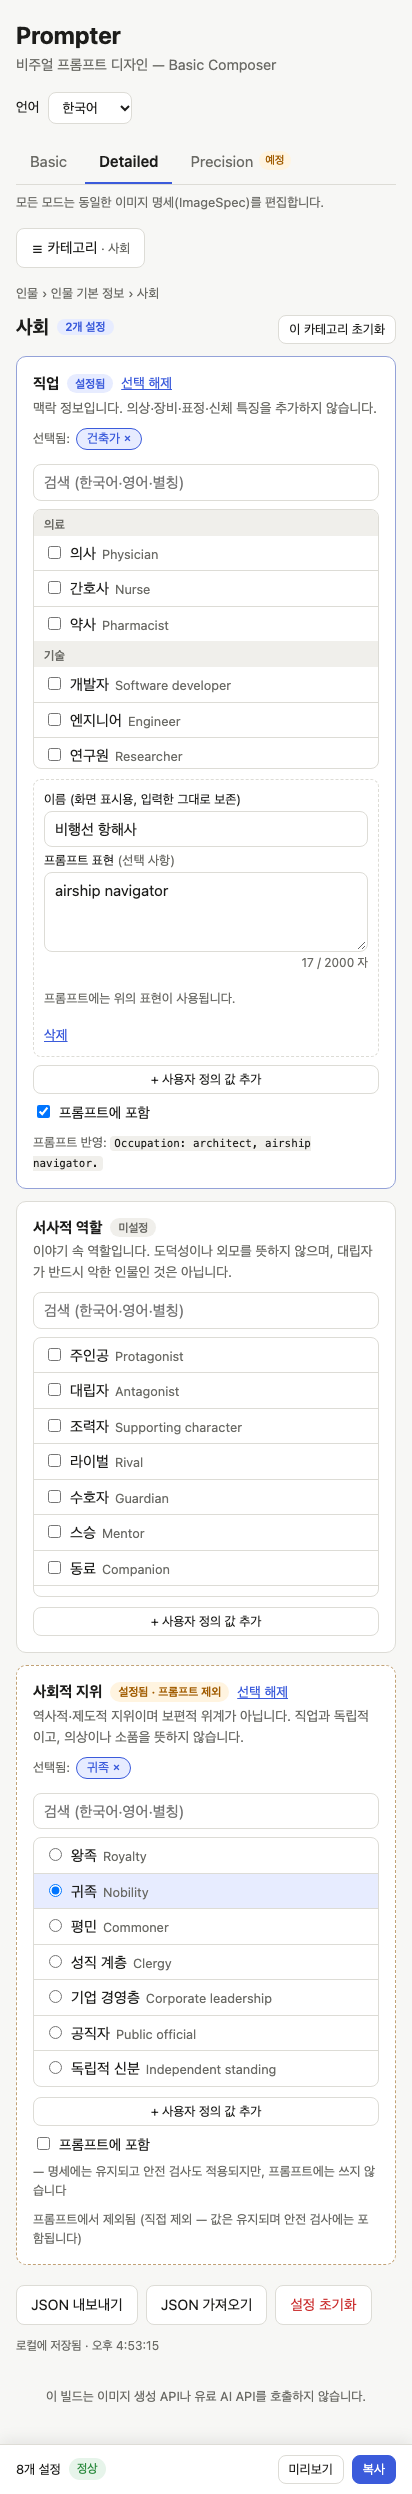 Prompter
비주얼 프롬프트 디자인 — Basic Composer
언어 한국어
Basic Detailed Precision 예정
모든 모드는 동일한 이미지 명세(ImageSpec)를 편집합니다.
≡ 카테고리 · 사회
인물 › 인물 기본 정보 › 사회
사회 2개 설정 이 카테고리 초기화
직업 설정됨 선택 해제
맥락 정보입니다. 의상·장비·표정·신체 특징을 추가하지 않습니다.
선택됨: 건축가 ×
검색 (한국어·영어·별칭)
의료
의사 Physician
간호사 Nurse
약사 Pharmacist
기술
개발자 Software developer
엔지니어 Engineer
연구원 Researcher
이름 (화면 표시용, 입력한 그대로 보존)
비행선 항해사
프롬프트 표현 (선택 사항)
airship navigator
17 / 2000 자
프롬프트에는 위의 표현이 사용됩니다.
삭제
+ 사용자 정의 값 추가
프롬프트에 포함
프롬프트 반영: Occupation: architect, airship
navigator.
서사적 역할 미설정
이야기 속 역할입니다. 도덕성이나 외모를 뜻하지 않으며, 대립자
가 반드시 악한 인물인 것은 아닙니다.
검색 (한국어·영어·별칭)
주인공 Protagonist
대립자 Antagonist
조력자 Supporting character
라이벌 Rival
수호자 Guardian
스승 Mentor
동료 Companion
+ 사용자 정의 값 추가
사회적 지위 설정됨 · 프롬프트 제외 선택 해제
역사적·제도적 지위이며 보편적 위계가 아닙니다. 직업과 독립적
이고, 의상이나 소품을 뜻하지 않습니다.
선택됨: 귀족 ×
검색 (한국어·영어·별칭)
왕족 Royalty
귀족 Nobility
평민 Commoner
성직 계층 Clergy
기업 경영층 Corporate leadership
공직자 Public official
독립적 신분 Independent standing
+ 사용자 정의 값 추가
프롬프트에 포함
— 명세에는 유지되고 안전 검사도 적용되지만, 프롬프트에는 쓰지 않
습니다
프롬프트에서 제외됨 (직접 제외 — 값은 유지되며 안전 검사에는 포
함됩니다)
JSON 내보내기 JSON 가져오기 설정 초기화
로컬에 저장됨 · 오후 4:53:15
이 빌드는 이미지 생성 API나 유료 AI API를 호출하지 않습니다.
8개 설정 정상 미리보기 복사